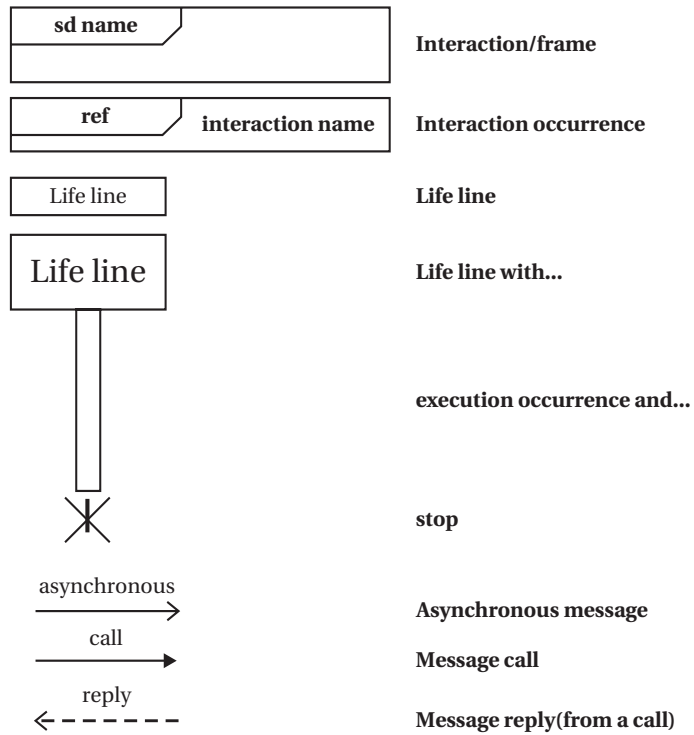 sd name
Interaction/frame
ref
interaction name
Interaction occurrence
Life line
Life line
Life line
Life line with...
execution occurrence and...
stop
asynchronous
Asynchronous message
call
Message call
reply
Message reply(from a call)